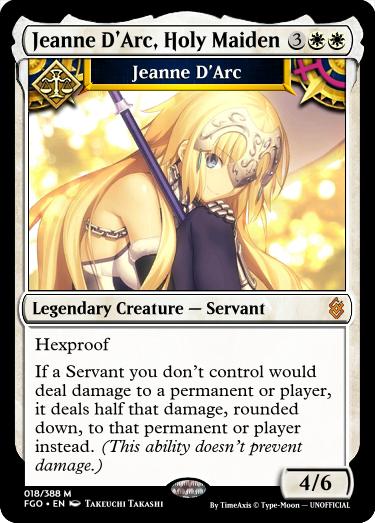 Jeanne D'Arc, Holy Maiden 3
Jeanne D'Arc
Legendary Creature — Servant
Hexproof
If a Servant you don't control would
deal damage to a permanent or player,
it deals half that damage, rounded
down, to that permanent or player
instead. (This ability doesn't prevent
damage.)
4/6
018/388 M
FGO • EN Takeuchi Takashi
By TimeAxis © Type-Moon — UNOFFICIAL